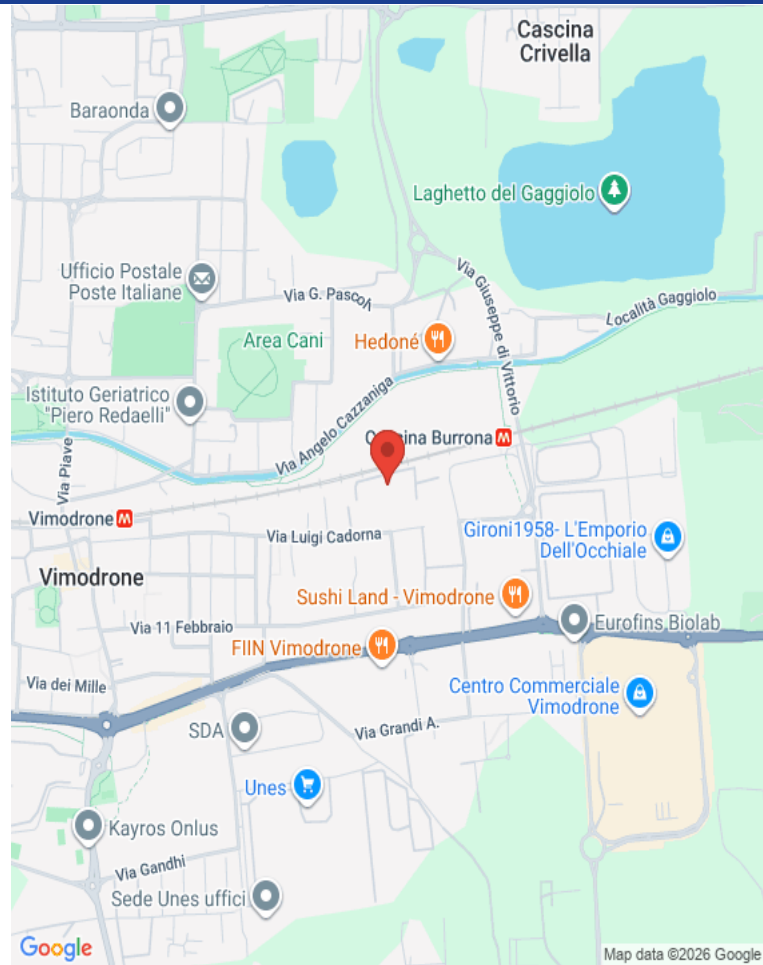 Cascina
Crivella
Baraonda
Laghetto del Gaggiolo
Ufficio Postale
Poste Italiane
Via G. Pascoli
Via Giuseppe di Vittorio
Località Gaggiolo
Area Cani
Hedoné
Istituto Geriatrico
"Piero Redaelli"
Via Angelo Cazzaniga
Via Piave
Cascina Burrona
M
Vimodrone
M
Via Luigi Cadorna
Gironi1958- L'Emporio
Dell'Occhiale
Vimodrone
Sushi Land - Vimodrone
Via 11 Febbraio
Eurofins Biolab
FIIN Vimodrone
Via dei Mille
Centro Commerciale
Vimodrone
SDA
Via Grandi A.
Unes
Kayros Onlus
Via Gandhi
Sede Unes uffici
Google
Map data ©2026 Google